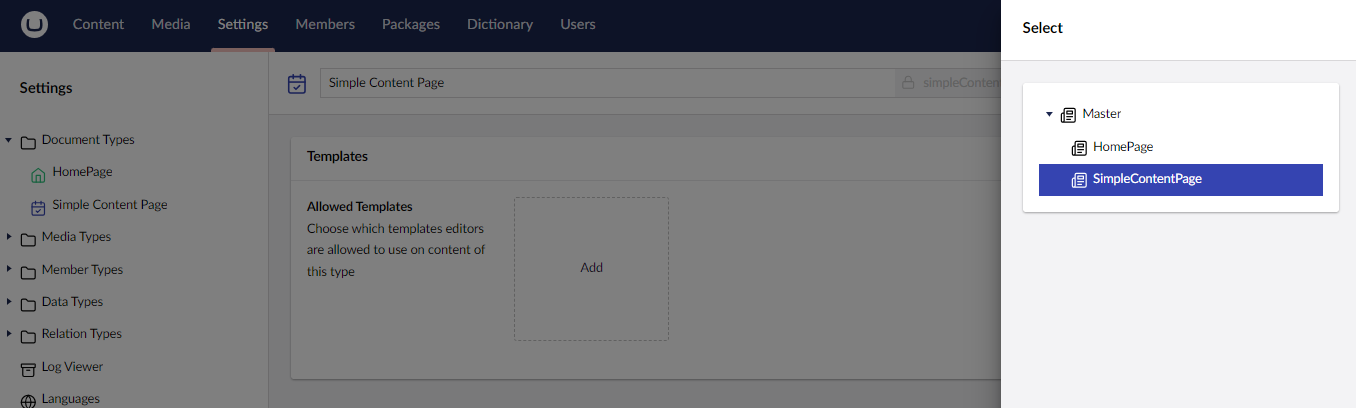 Content Media Settings Members Packages Dictionary Users
Select
Settings
Simple Content Page
Document Types
HomePage
Simple Content Page
Media Types
Member Types
Data Types
Relation Types
Log Viewer
Languages
Templates
Allowed Templates
Choose which templates editors
are allowed to use on content of
this type
Add
Master
HomePage
SimpleContentPage